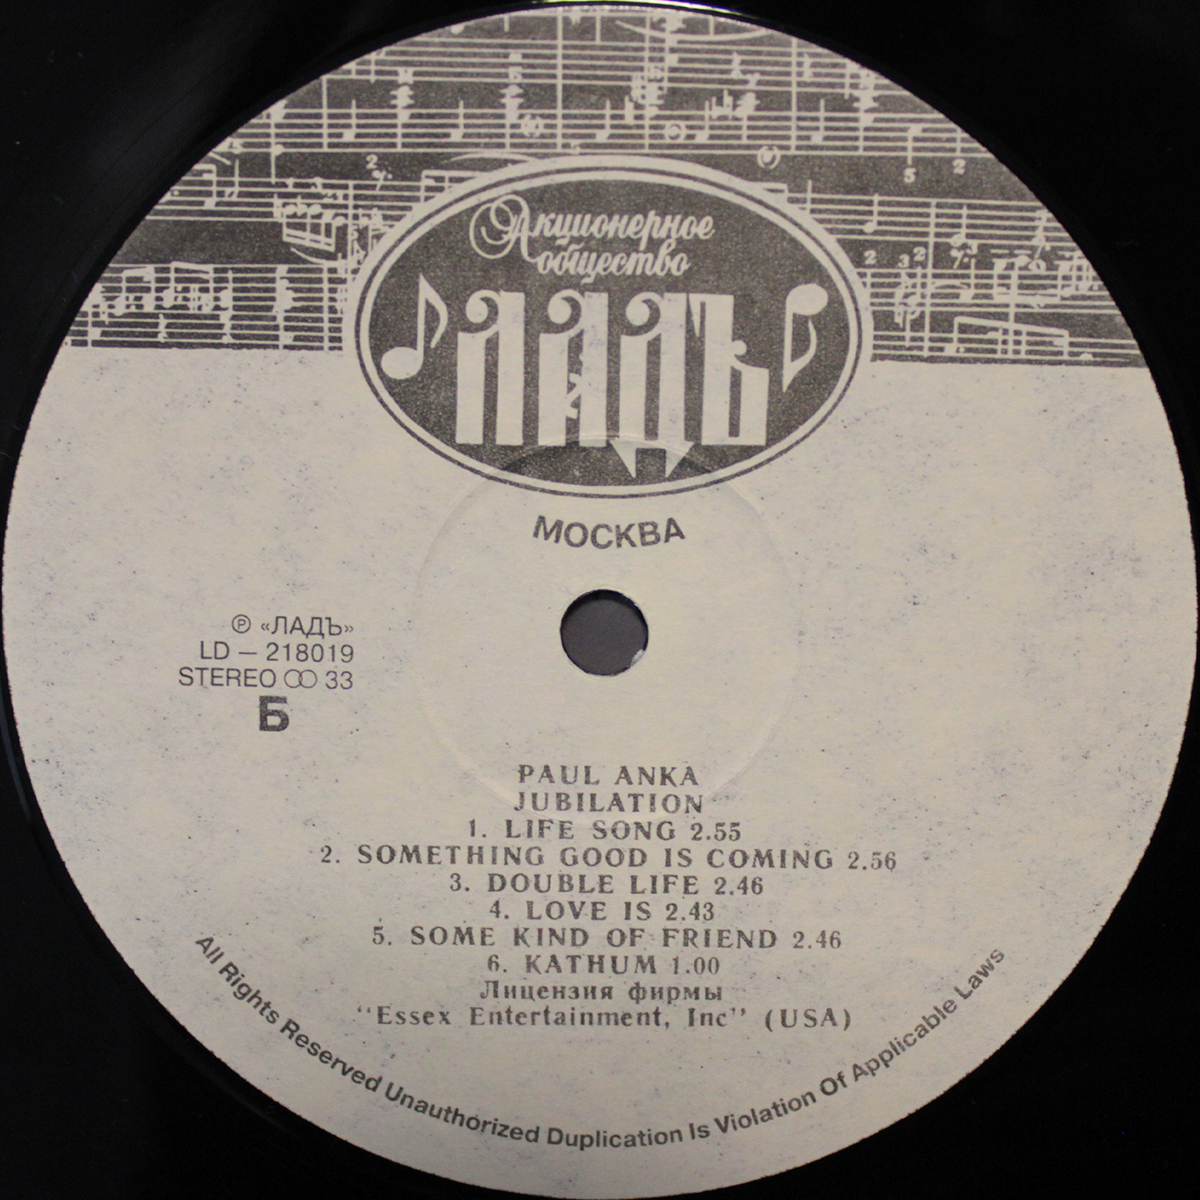 Акционерное
общество
ЛАДЪ
МОСКВА
℗ «ЛАДЪ»
LD — 218019
STEREO ꝏ 33
Б
PAUL ANKA
JUBILATION
1. LIFE SONG 2.55
2. SOMETHING GOOD IS COMING 2.56
3. DOUBLE LIFE 2.46
4. LOVE IS 2.43
5. SOME KIND OF FRIEND 2.46
6. KATHUM 1.00
Лицензия фирмы
"Essex Entertainment, Inc" (USA)
All Rights Reserved Unauthorized Duplication Is Violation Of Applicable Laws